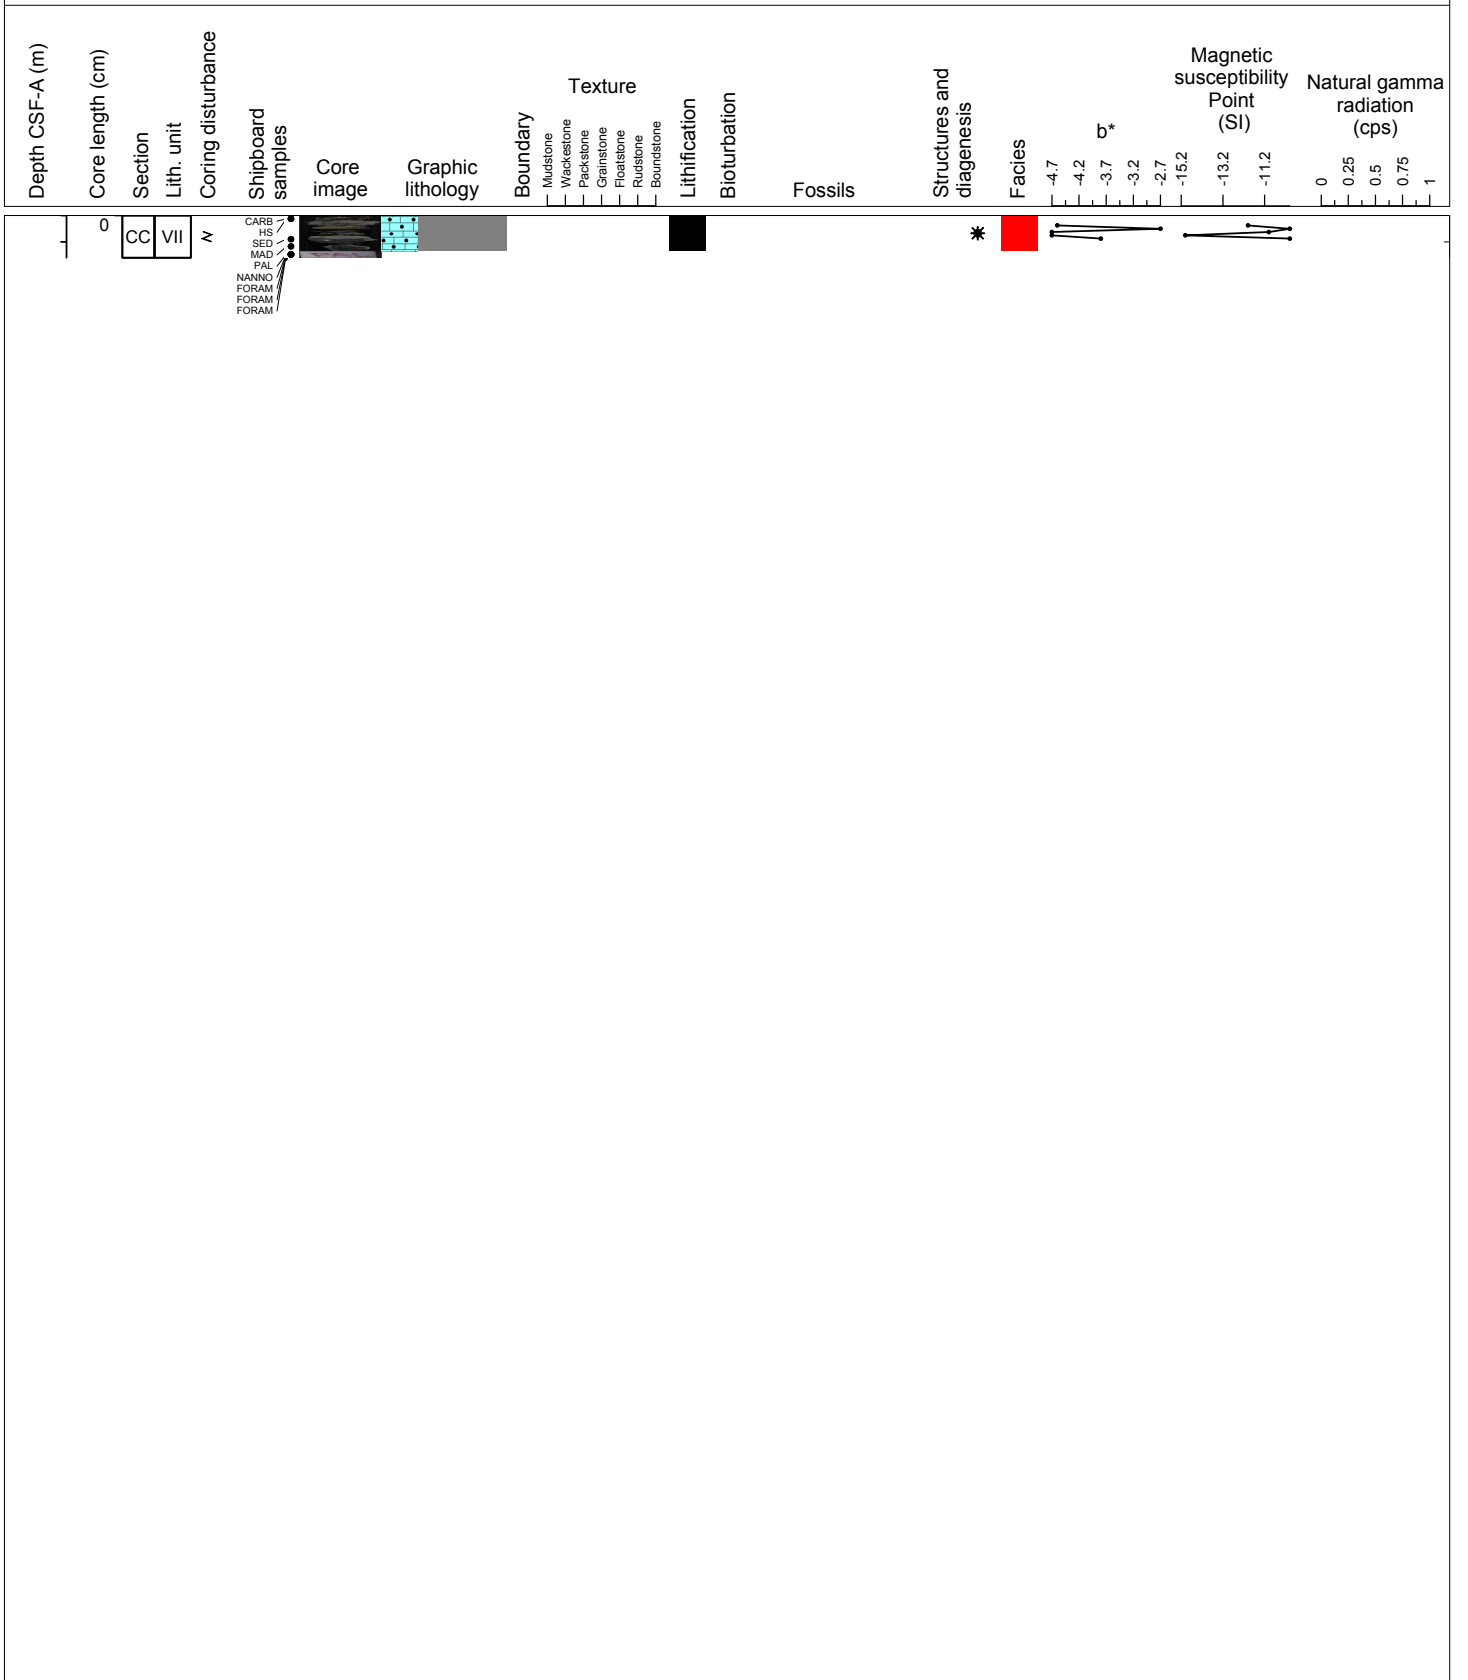 Depth CSF-A (m)
Core length (cm)
Section
Lith. unit
Coring disturbance
Shipboard
samples
Core
image
Graphic
lithology
Boundary
Texture
Mudstone
Wackestone
Packstone
Grainstone
Floatstone
Rudstone
Boundstone
Lithification
Bioturbation
Fossils
Structures and
diagenesis
Facies
b*
-4.7
-4.2
-3.7
-3.2
-2.7
Magnetic
susceptibility
Point
(SI)
-15.2
-13.2
-11.2
Natural gamma
radiation
(cps)
0
0.25
0.5
0.75
1
0
CC
VII
CARB
HS
SED
MAD
PAL
NANNO
FORAM
FORAM
FORAM